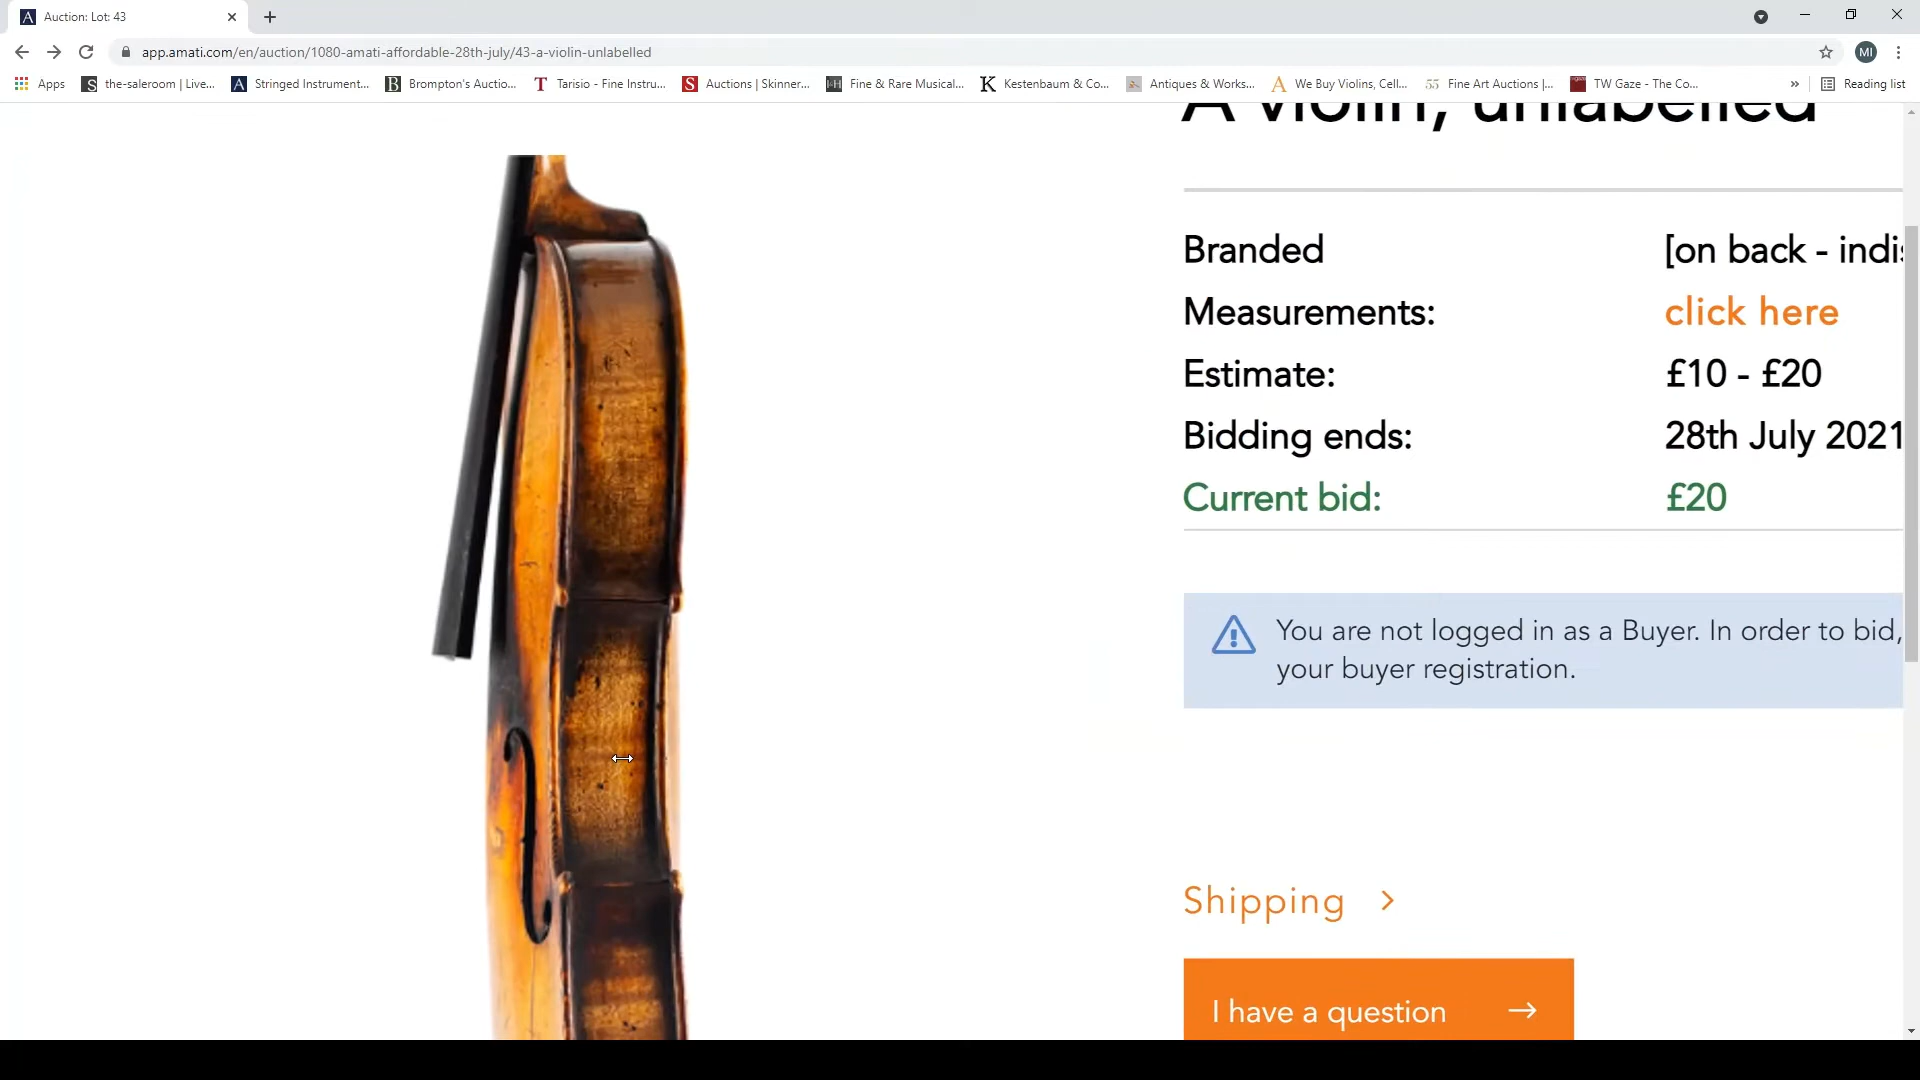 Auction: Lot: 43
app.amati.com/en/auction/1080-amati-affordable-28th-july/43-a-violin-unlabelled
MI
Apps
the-saleroom | Live...
Stringed Instrument...
Brompton's Auctio...
Tarisio - Fine Instru...
Auctions | Skinner...
Fine & Rare Musical...
Kestenbaum & Co...
Antiques & Works...
We Buy Violins, Cell...
Fine Art Auctions |...
TW Gaze - The Co...
»
Reading list
A violin, unlabelled
Branded [on back - indis
Measurements: click here
Estimate: £10 - £20
Bidding ends: 28th July 2021
Current bid: £20
You are not logged in as a Buyer. In order to bid,
your buyer registration.
Shipping >
I have a question →